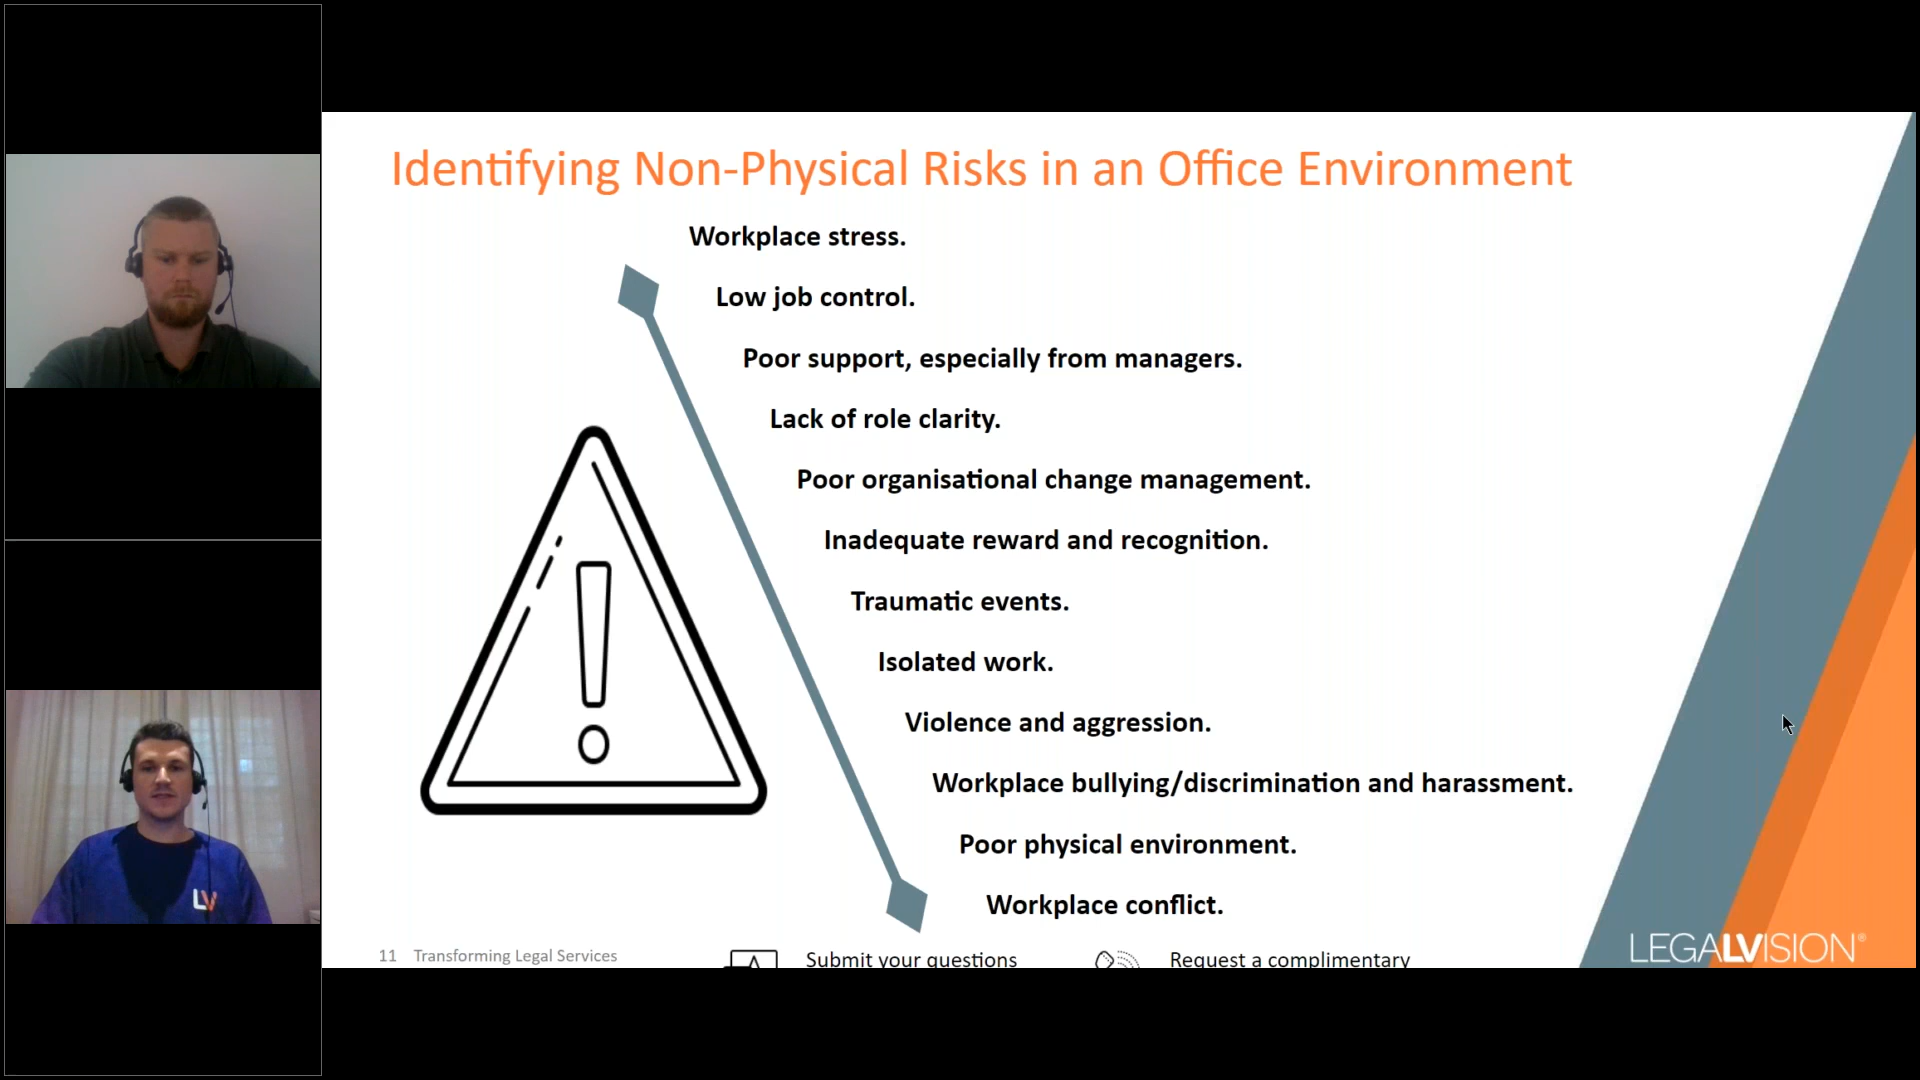 Identifying Non-Physical Risks in an Office Environment
Workplace stress.
Low job control.
Poor support, especially from managers.
Lack of role clarity.
Poor organisational change management.
Inadequate reward and recognition.
Traumatic events.
Isolated work.
Violence and aggression.
Workplace bullying/discrimination and harassment.
Poor physical environment.
Workplace conflict.
11 Transforming Legal Services
Submit your questions
Request a complimentary
LEGALVISION®
LV